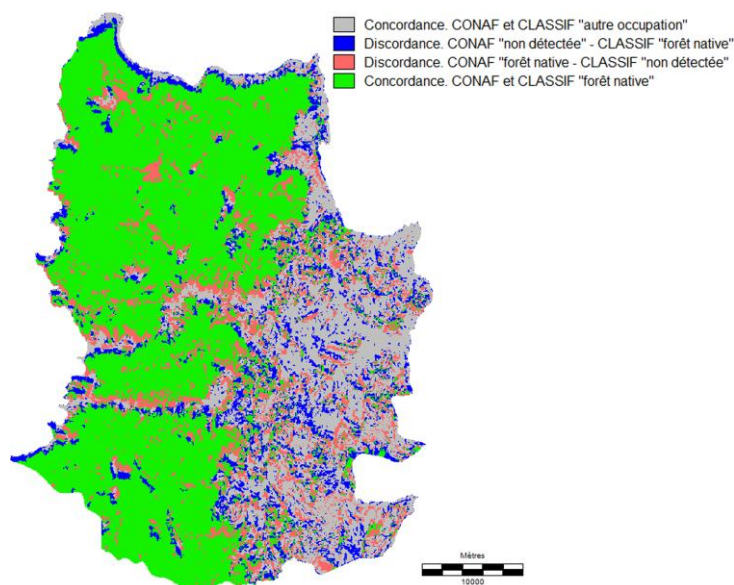 Concordance. CONAF et CLASSIF "autre occupation"
Discordance. CONAF "non détectée" - CLASSIF "forêt native"
Discordance. CONAF "forêt native - CLASSIF "non détectée"
Concordance. CONAF et CLASSIF "forêt native"
Mètres
10000